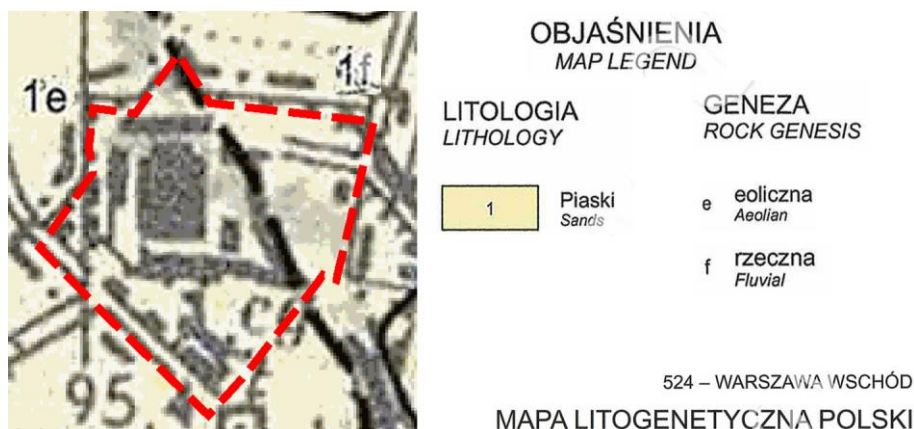 1e
1f
95
OBJAŚNIENIA
MAP LEGEND
LITOLOGIA
LITHOLOGY
GENEZA
ROCK GENESIS
1
Piaski
Sands
e
eoliczna
Aeolian
f
rzeczna
Fluvial
524 – WARSZAWA WSCHÓD
MAPA LITOGENETYCZNA POLSKI